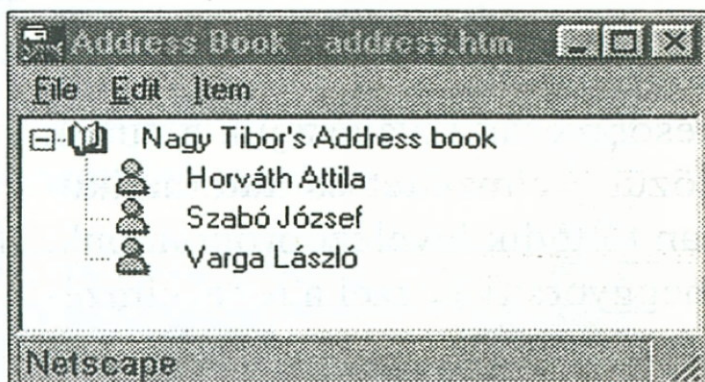 Address Book - address.htm
File Edit Item
Nagy Tibor's Address book
Horváth Attila
Szabó József
Varga László
Netscape